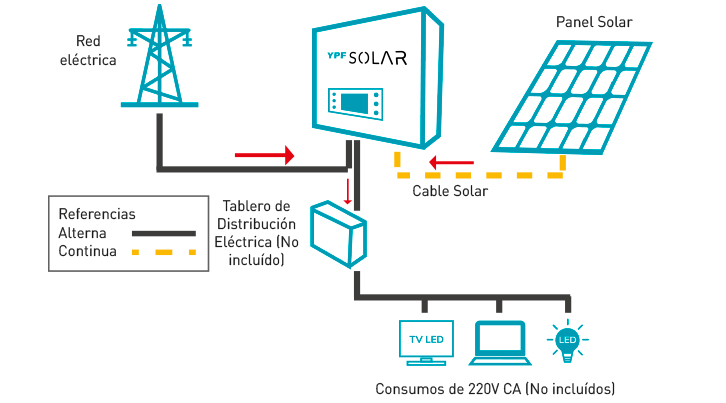 Red
eléctrica
YPF SOLAR
Panel Solar
Cable Solar
Referencias
Alterna
Continua
Tablero de
Distribución
Eléctrica (No
incluído)
TV LED
LED
Consumos de 220V CA (No incluídos)